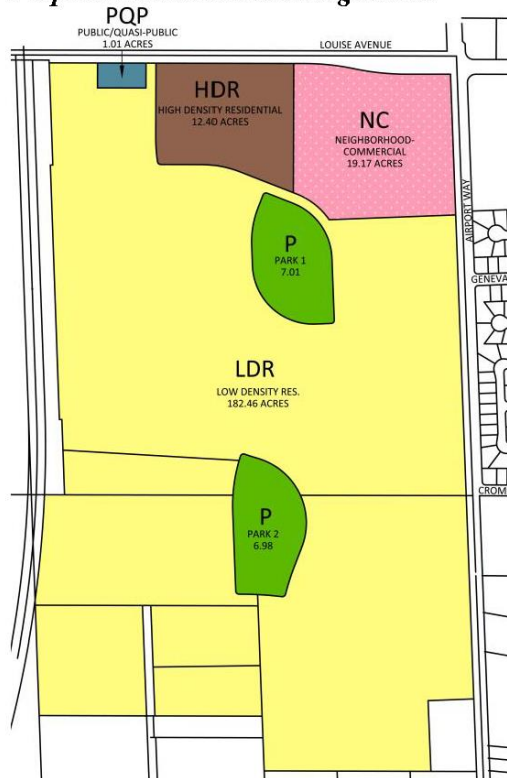 PQP
PUBLIC/QUASI-PUBLIC
1.01 ACRES
LOUISE AVENUE
HDR
HIGH DENSITY RESIDENTIAL
12.40 ACRES
NC
NEIGHBORHOOD-
COMMERCIAL
19.17 ACRES
AIRPORT WAY
P
PARK 1
7.01
GENEVA
LDR
LOW DENSITY RES.
182.46 ACRES
CROM
P
PARK 2
6.98